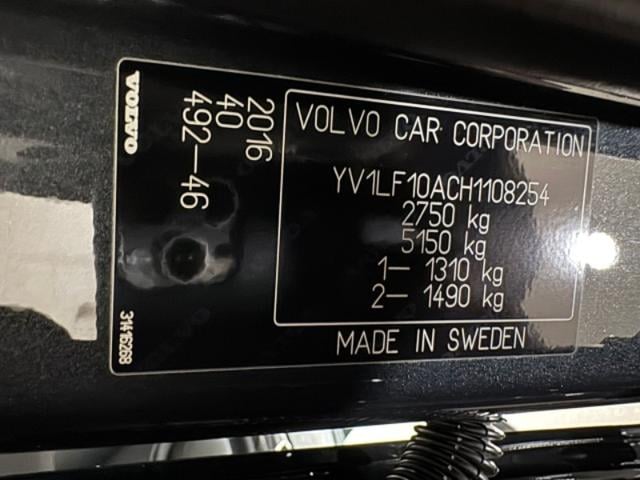 VOLVO
2016
40
492-46
31416268
VOLVO CAR CORPORATION
YV1LF10ACH1108254
2750 kg
5150 kg
1- 1310 kg
2- 1490 kg
MADE IN SWEDEN